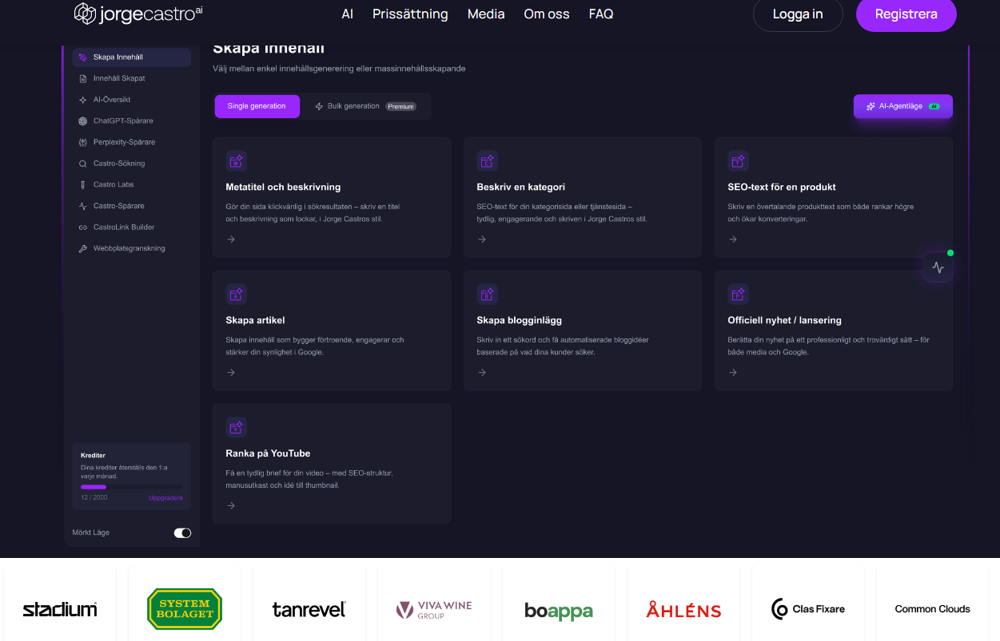 jorgecastro ai
AI Prissättning Media Om oss FAQ
Logga in
Registrera
Skapa Innehåll
Innehåll Skapat
AI-Översikt
ChatGPT-Spårare
Perplexity-Spårare
Castro-Sökning
Castro Labs
Castro-Spårare
CastroLink Builder
Webbplatsgranskning
Krediter
Dina krediter återställs den 1:a
varje månad.
12 / 2000 Uppgradera
Mörkt Läge
Skapa Innehåll
Välj mellan enkel innehållsgenerering eller massinnehållsskapande
Single generation
Bulk generation Premium
AI-Agentläge AI
M
Metatitel och beskrivning
Gör din sida klickvänlig i sökresultaten – skriv en titel
och beskrivning som lockar, i Jorge Castros stil.
C
Beskriv en kategori
SEO-text för din kategorisida eller tjänstesida –
tydlig, engagerande och skriven i Jorge Castros stil.
T
SEO-text för en produkt
Skriv en övertalande produkttext som både rankar högre
och ökar konverteringar.
A
Skapa artikel
Skapa innehåll som bygger förtroende, engagerar och
stärker din synlighet i Google.
B
Skapa blogginlägg
Skriv in ett sökord och få automatiserade bloggidéer
baserade på vad dina kunder söker.
P
Officiell nyhet / lansering
Berätta din nyhet på ett professionligt och trovärdigt sätt – för
både media och Google.
T
Ranka på YouTube
Få en tydlig brief för din video – med SEO-struktur,
manusutkast och idé till thumbnail.
stadium
SYSTEM
BOLAGET
tanrevel
VIVA WINE
GROUP
boappa
ÅHLÉNS
Clas Fixare
Common Clouds